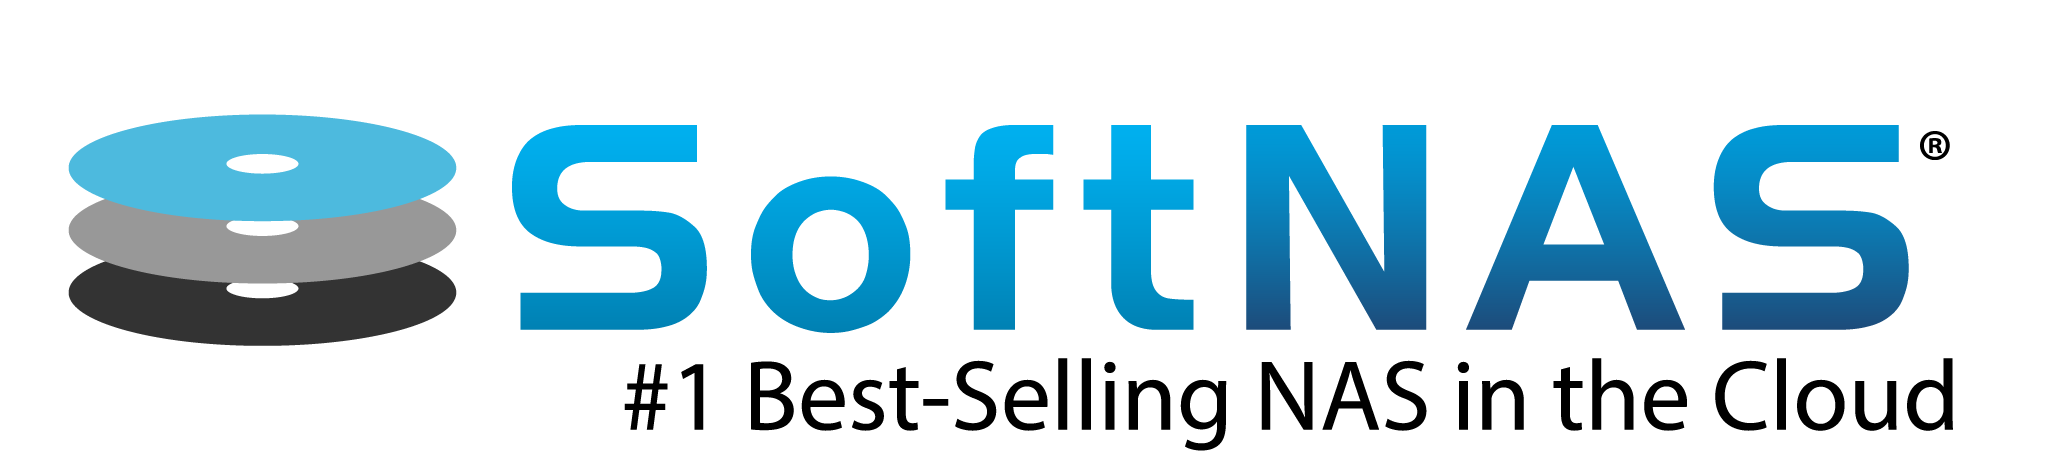 SoftNAS®
#1 Best-Selling NAS in the Cloud